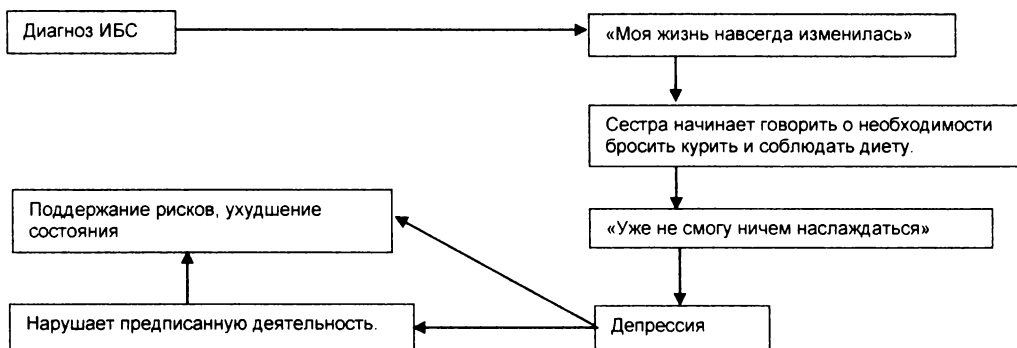 Диагноз ИБС
«Моя жизнь навсегда изменилась»
Сестра начинает говорить о необходимости
бросить курить и соблюдать диету.
«Уже не смогу ничем наслаждаться»
Депрессия
Нарушает предписанную деятельность.
Поддержание рисков, ухудшение
состояния